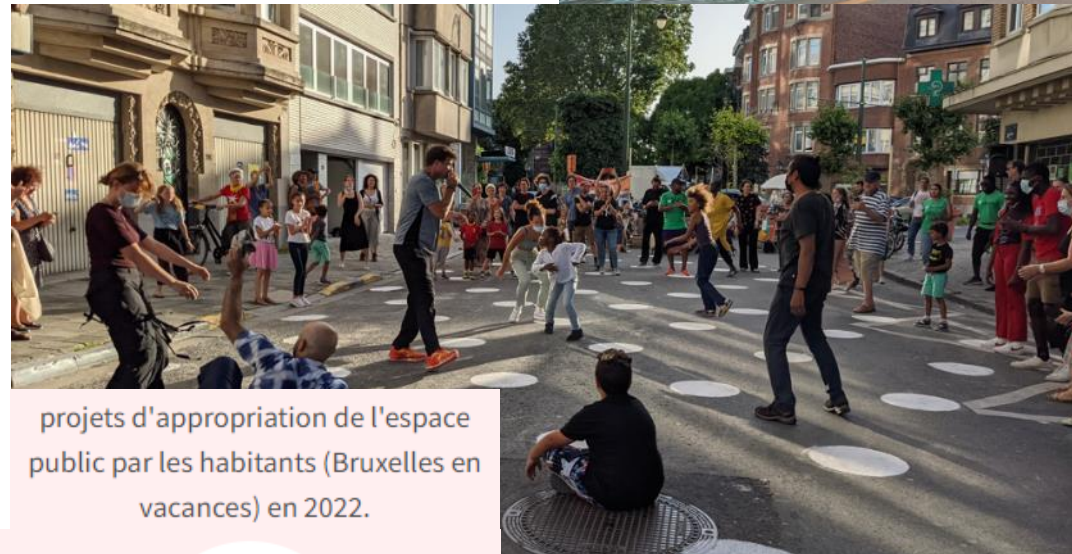 projets d'appropriation de l'espace
public par les habitants (Bruxelles en
vacances) en 2022.